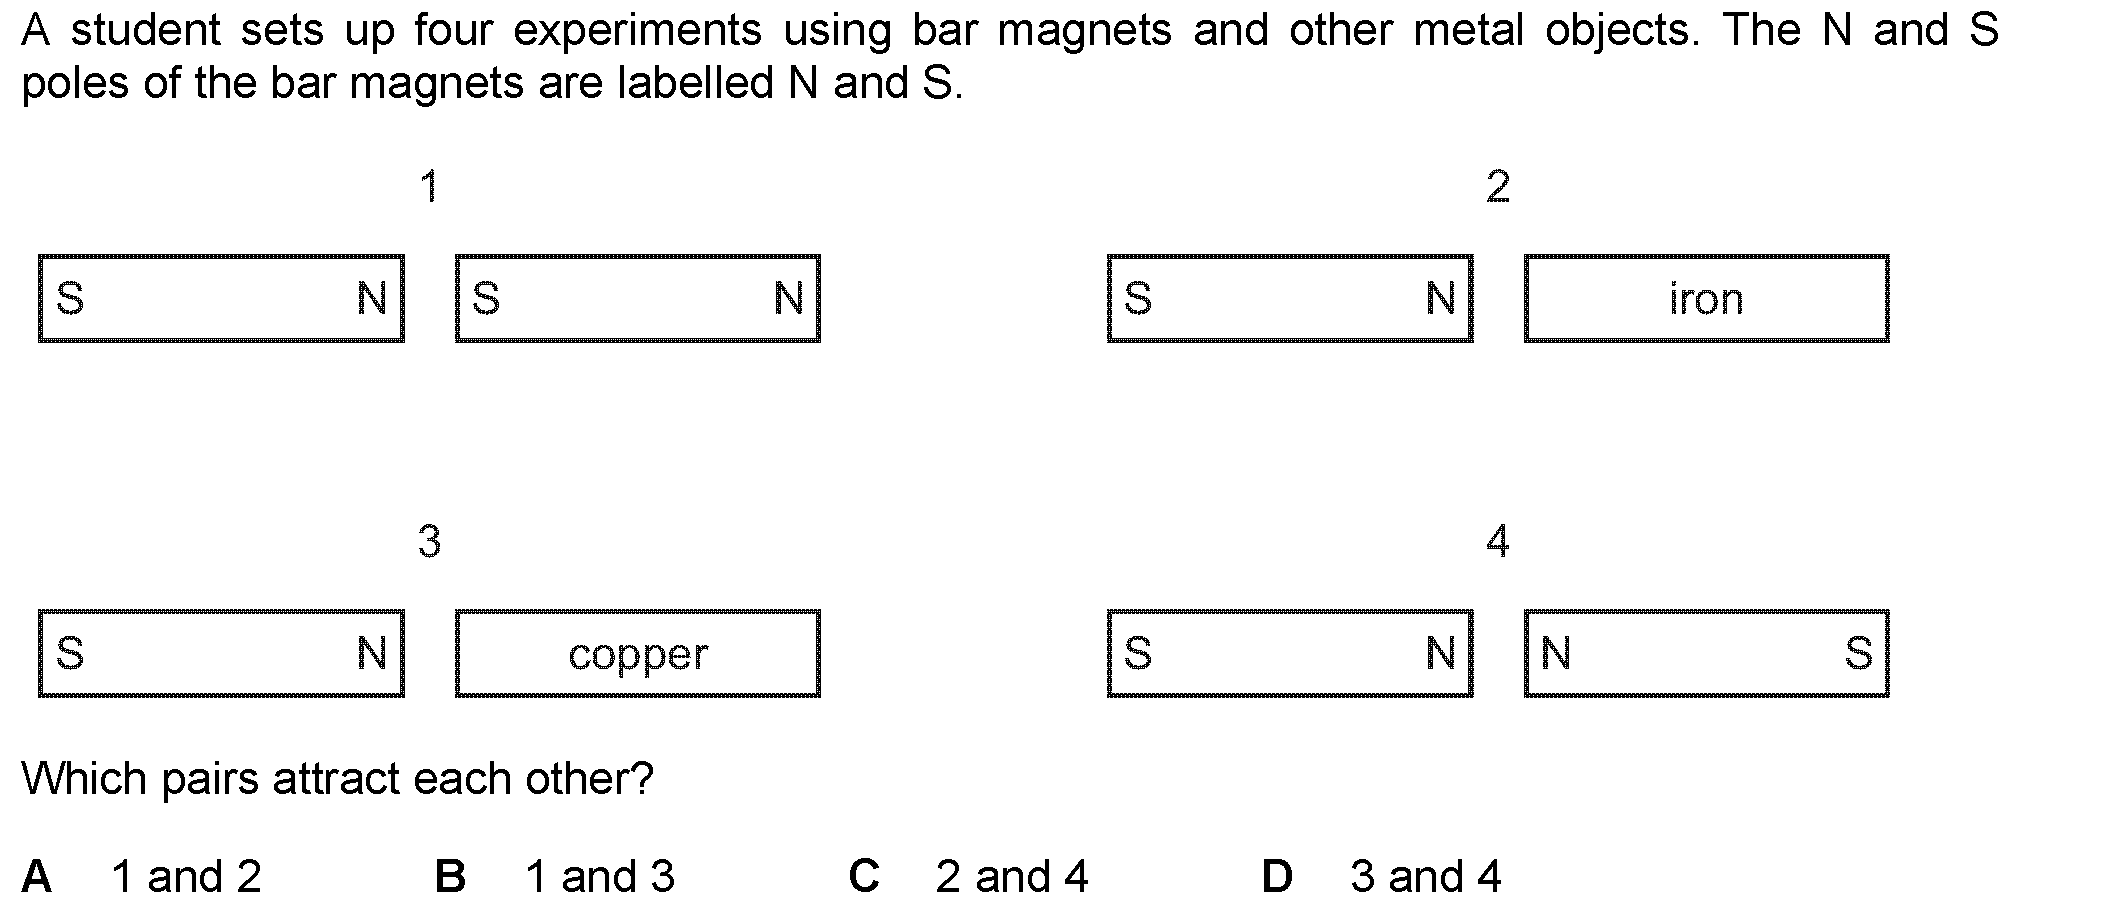 A student sets up four experiments using bar magnets and other metal objects. The N and S
poles of the bar magnets are labelled N and S.
1 2
S N S N S N iron
3 4
S N copper S N N S
Which pairs attract each other?
A 1 and 2 B 1 and 3 C 2 and 4 D 3 and 4